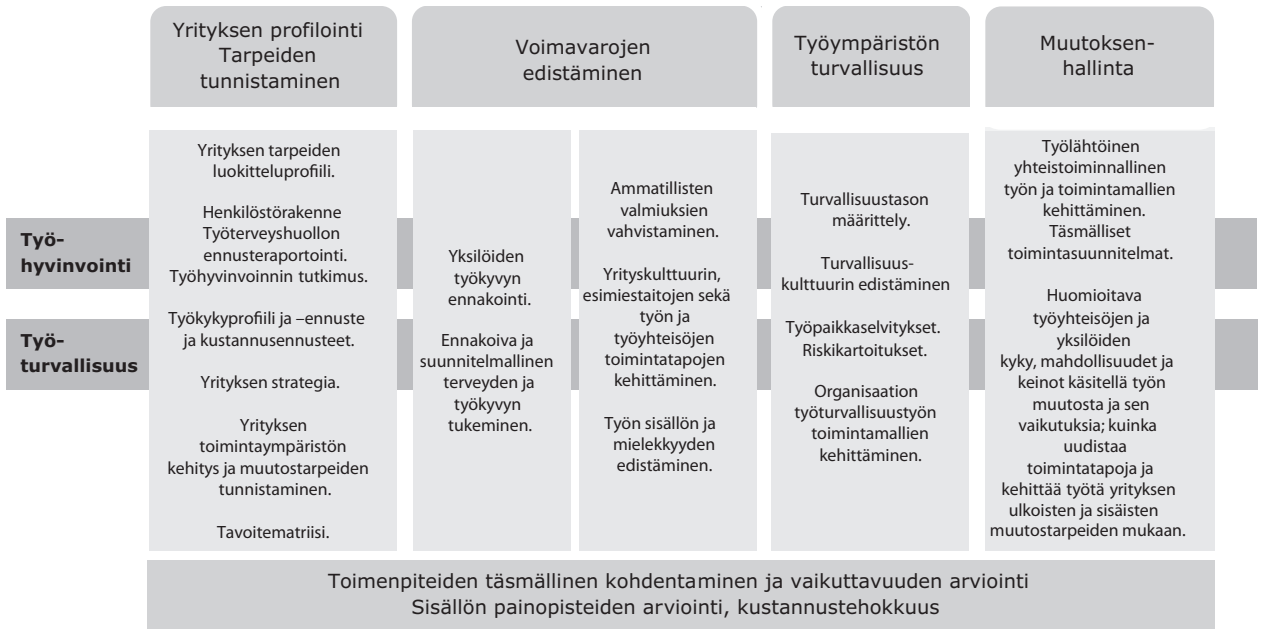 Yrityksen profilointi
Tarpeiden
tunnistaminen
Voimavarojen
edistäminen
Työympäristön
turvallisuus
Muutoksen-
hallinta
Työ-
hyvinvointi
Työ-
turvallisuus
Yrityksen tarpeiden
luokitteluprofiili.
Henkilöstörakenne
Työterveyshuollon
ennusteraportointi.
Työhyvinvoinnin tutkimus.
Työkykyprofiili ja –ennuste
ja kustannusennusteet.
Yrityksen strategia.
Yrityksen
toimintaympäristön
kehitys ja muutostarpeiden
tunnistaminen.
Tavoitematriisi.
Yksilöiden
työkyvyn
ennakointi.
Ennakoiva ja
suunnitelmallinen
terveyden ja
työkyvyn
tukeminen.
Ammatillisten
valmiuksien
vahvistaminen.
Yrityskulttuurin,
esimiestaitojen sekä
työn ja
työyhteisöjen
toimintatapojen
kehittäminen.
Työn sisällön ja
mielekkyyden
edistäminen.
Turvallisuustason
määrittely.
Turvallisuus-
kulttuurin edistäminen
Työpaikkaselvitykset.
Riskikartoitukset.
Organisaation
työturvallisuustyön
toimintamallien
kehittäminen.
Työlähtöinen
yhteistoiminnallinen
työn ja toimintamallien
kehittäminen.
Täsmälliset
toimintasuunnitelmat.
Huomioitava
työyhteisöjen ja
yksilöiden
kyky, mahdollisuudet ja
keinot käsitellä työn
muutosta ja sen
vaikutuksia; kuinka
uudistaa
toimintatapoja ja
kehittää työtä yrityksen
ulkoisten ja sisäisten
muutostarpeiden mukaan.
Toimenpiteiden täsmällinen kohdentaminen ja vaikuttavuuden arviointi
Sisällön painopisteiden arviointi, kustannustehokkuus